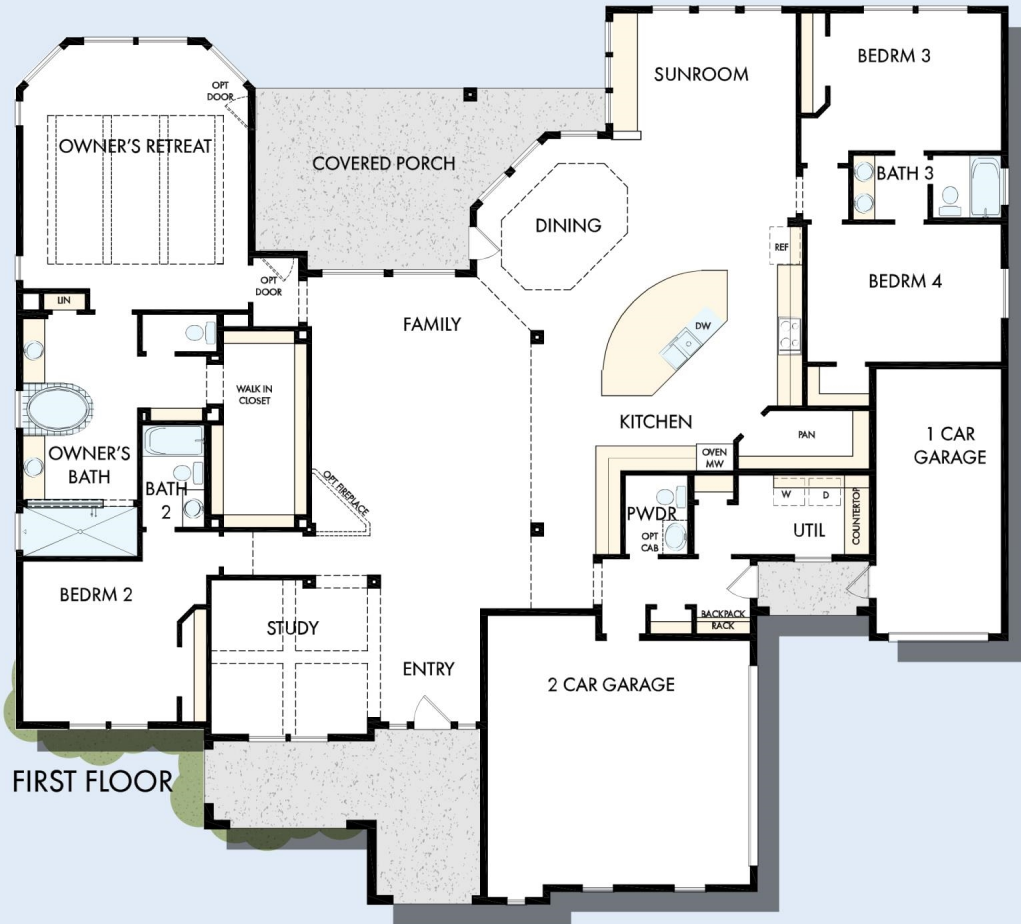 BEDRM 3
SUNROOM
OPT
DOOR
OWNER'S RETREAT
COVERED PORCH
BATH 3
DINING
REF
OPT
DOOR
BEDRM 4
LIN
FAMILY
DW
WALK IN
CLOSET
KITCHEN
PAN
1 CAR
GARAGE
OWNER'S
BATH
OVEN
MW
BATH
2
OPT FIREPLACE
W
D
COUNTERTOP
PWDR
OPT
CAB
UTIL
BEDRM 2
BACKPACK
RACK
STUDY
ENTRY
2 CAR GARAGE
FIRST FLOOR